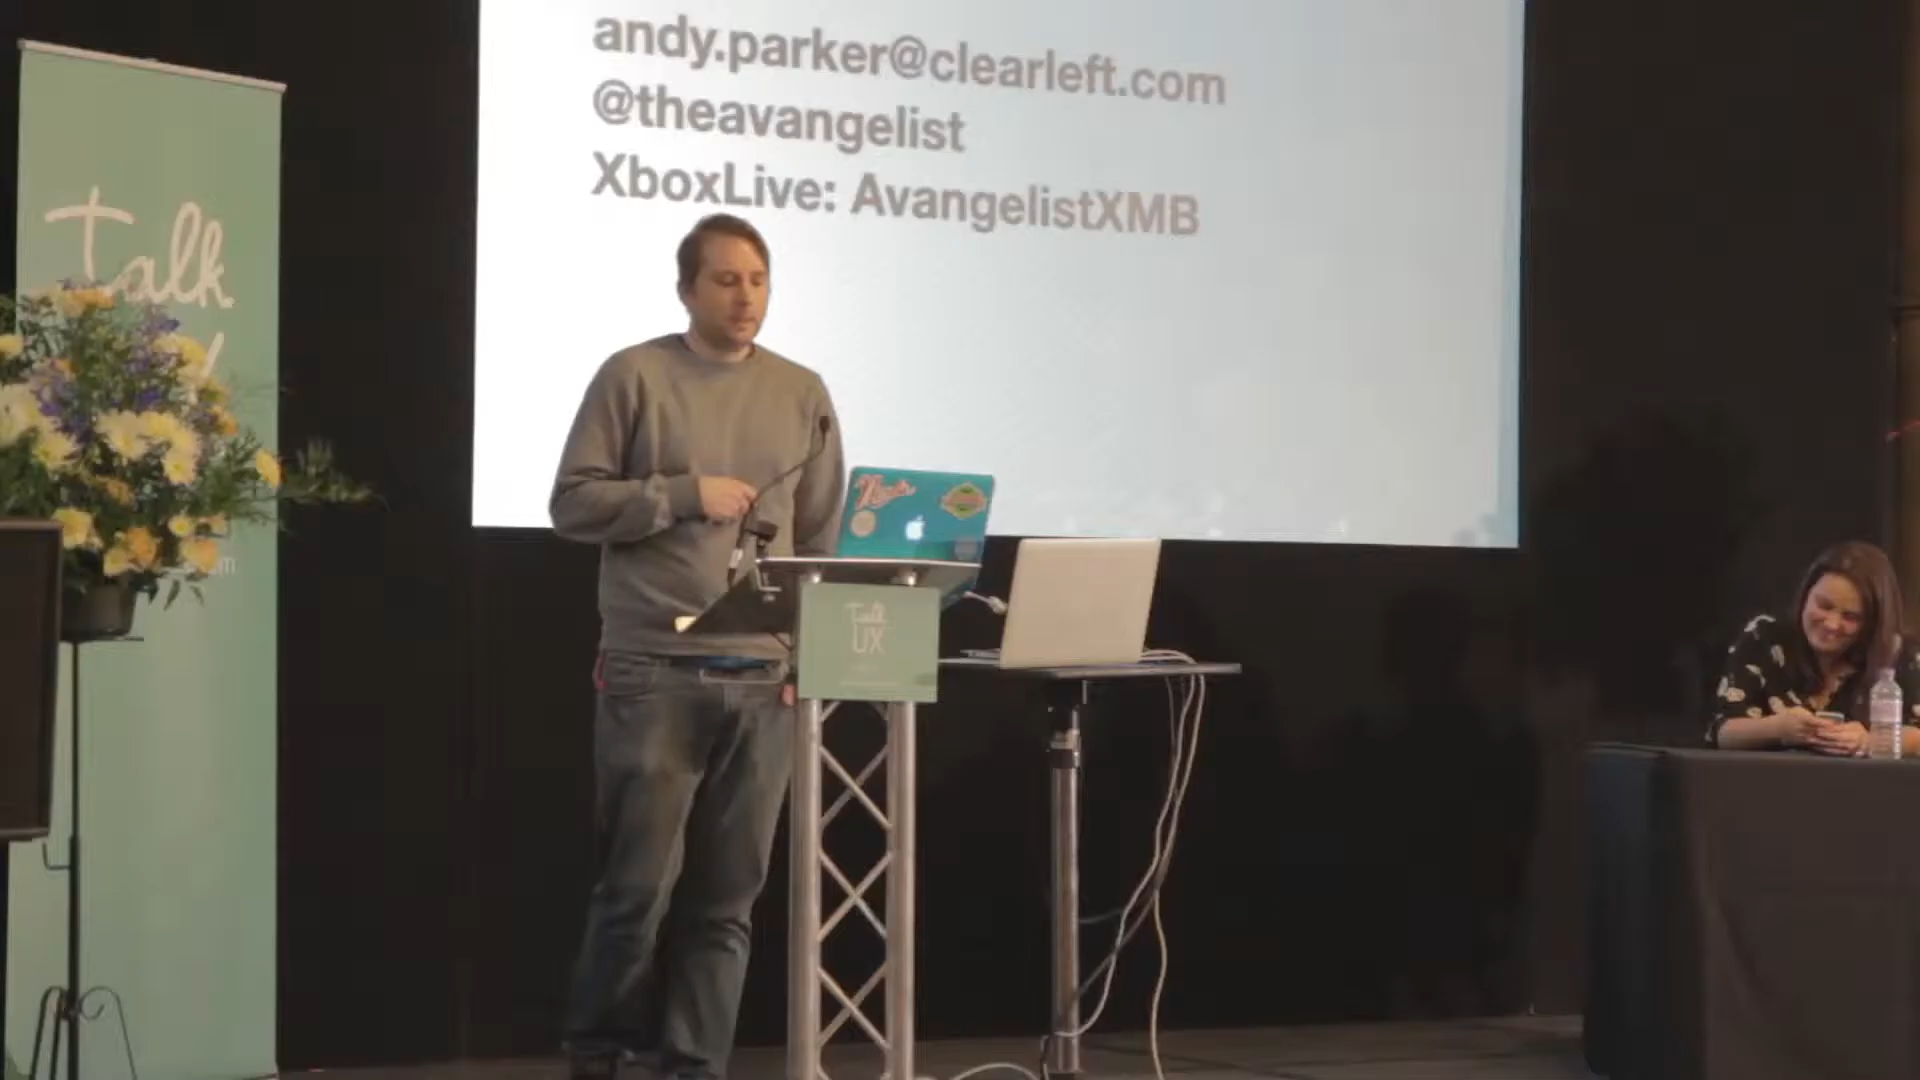 andy.parker@clearleft.com
@theavangelist
XboxLive: AvangelistXMB
Talk
Talk
UX